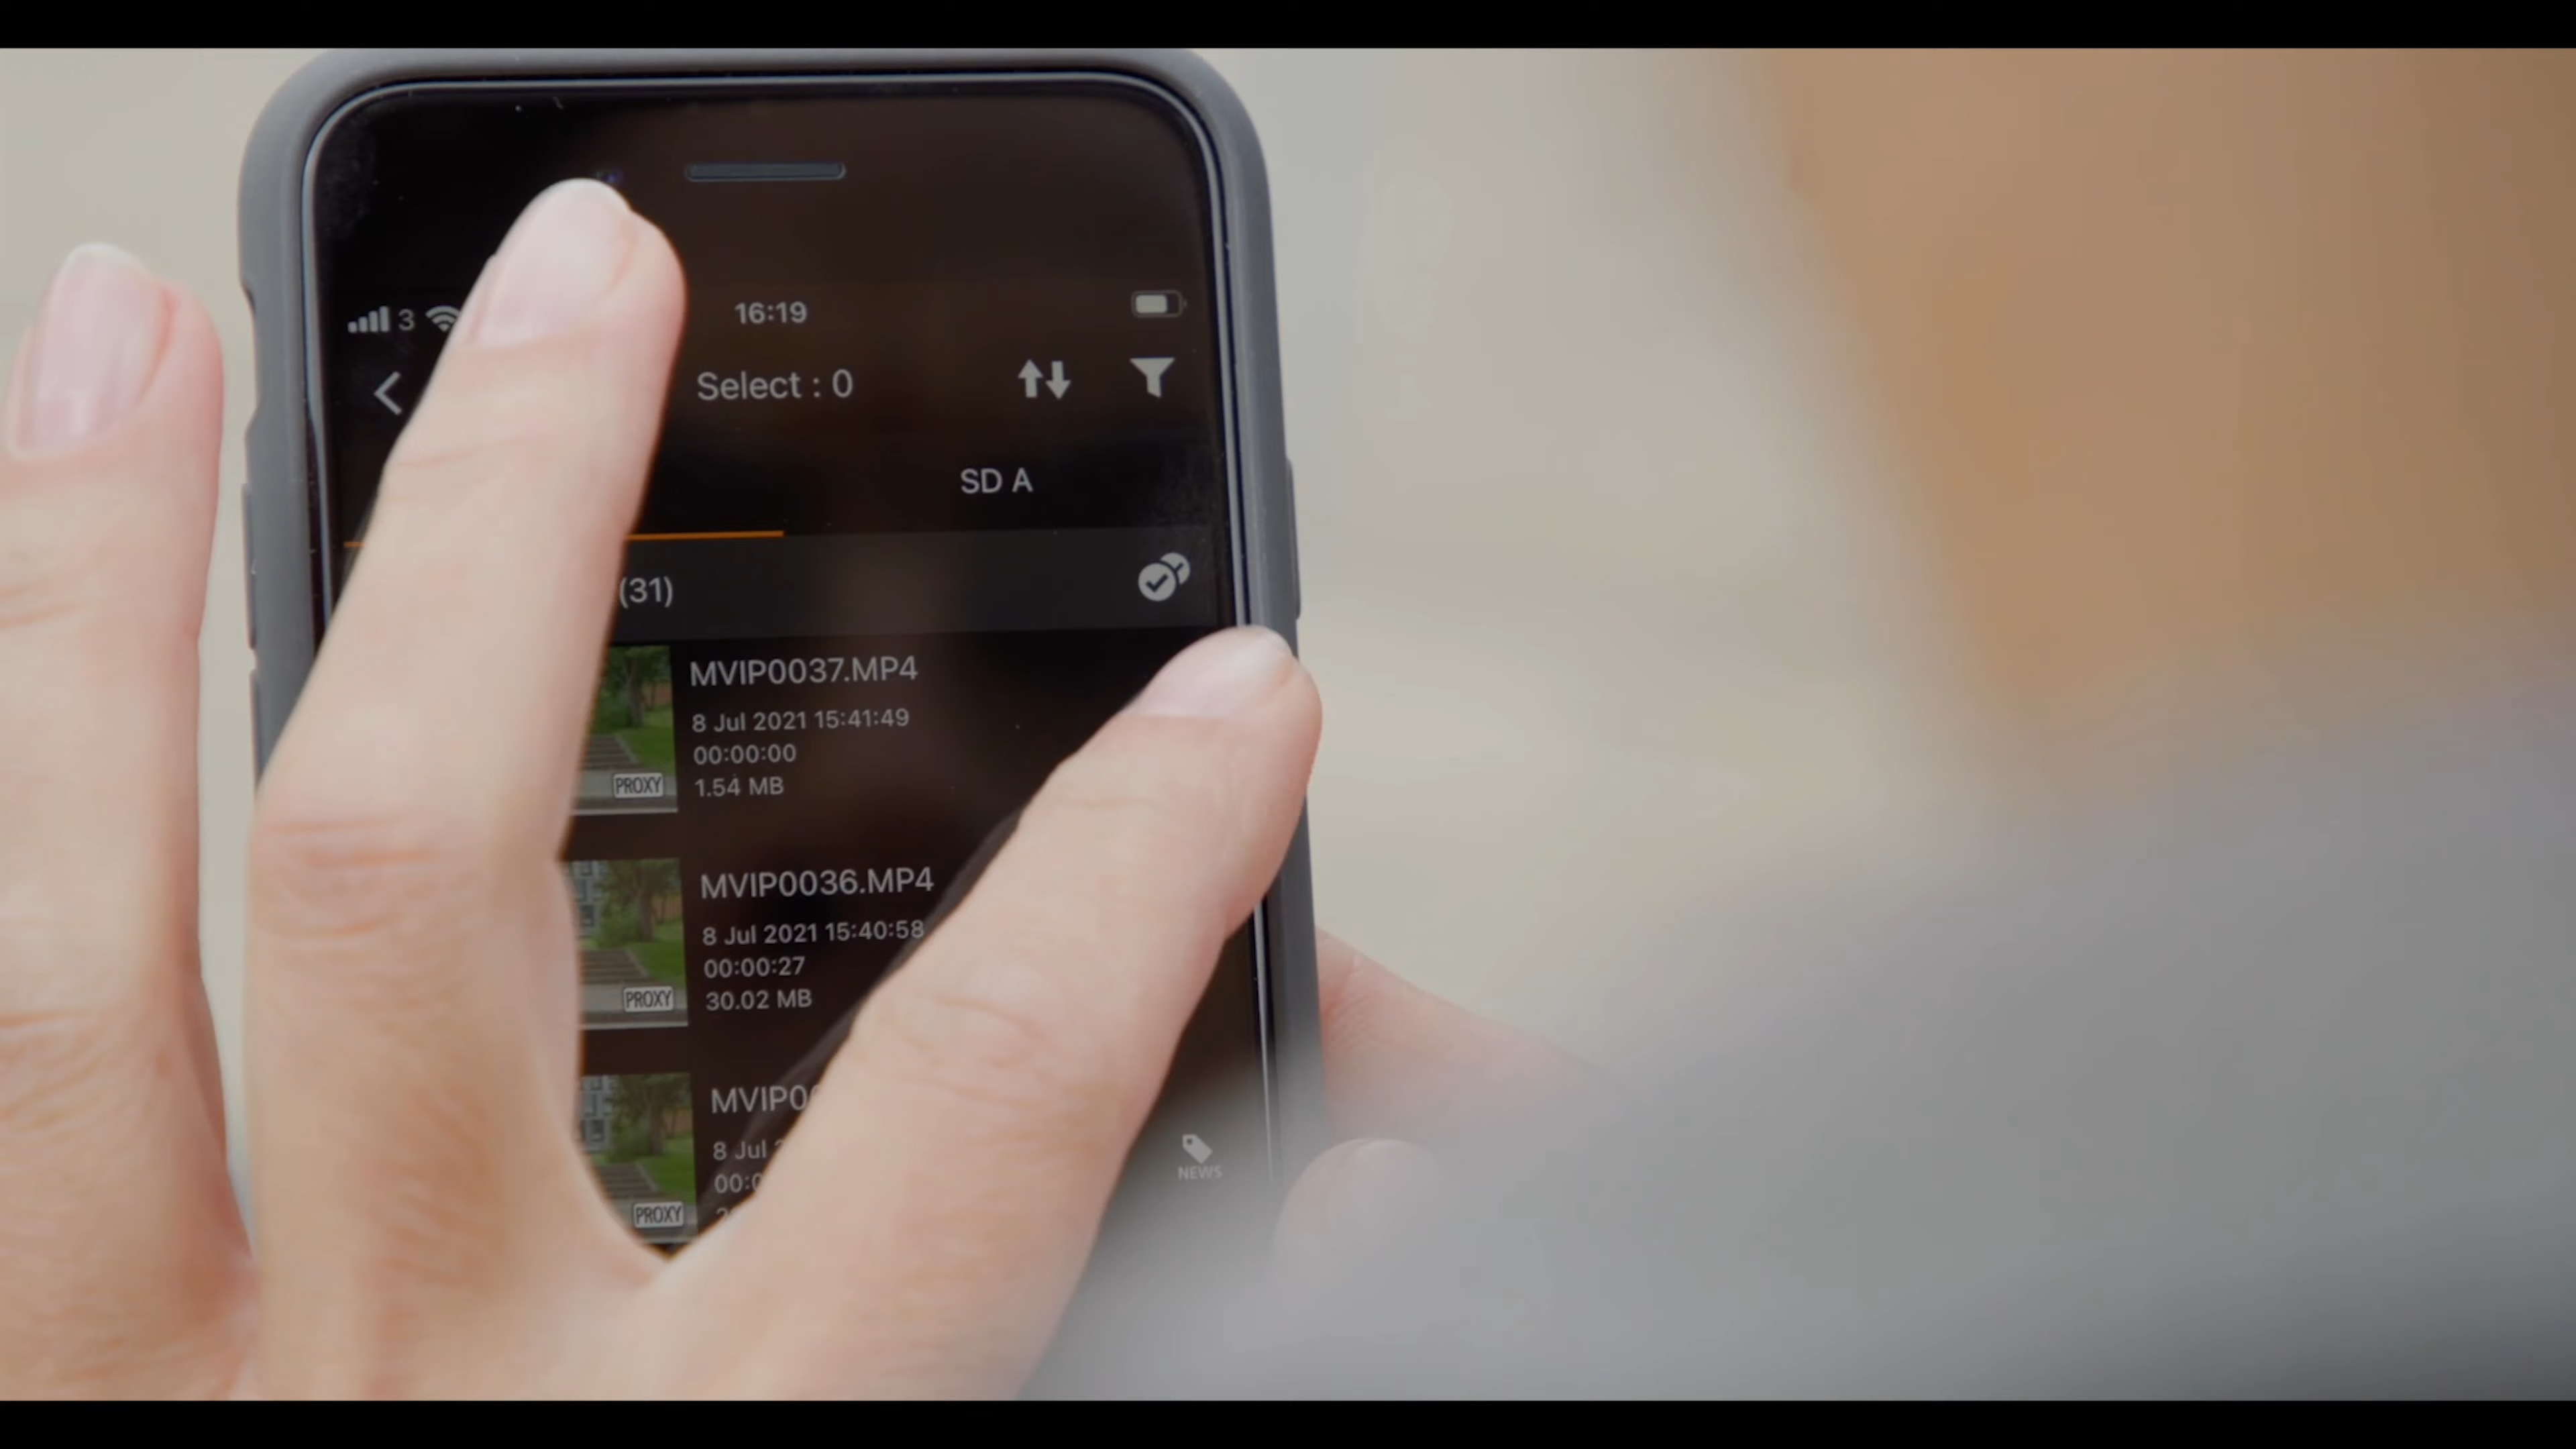 3
16:19
Select : 0
SD A
(31)
MVIP0037.MP4
8 Jul 2021 15:41:49
00:00:00
1.54 MB
PROXY
MVIP0036.MP4
8 Jul 2021 15:40:58
00:00:27
30.02 MB
PROXY
8 Jul
PROXY
NEWS